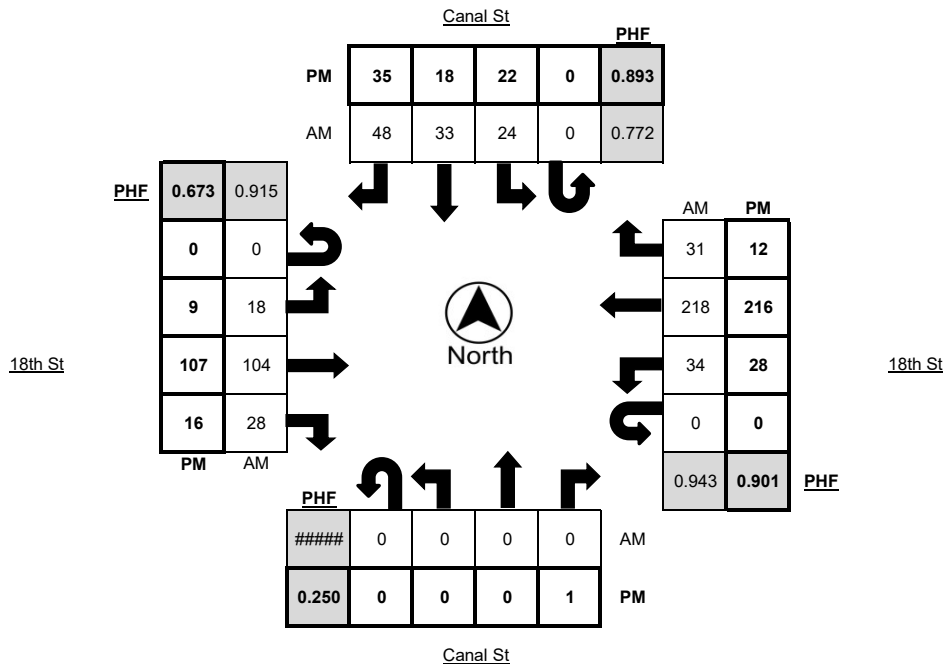 Canal St
PHF
PM 35 18 22 0 0.893
AM 48 33 24 0 0.772
PHF 0.673 0.915
AM PM
0 0
31 12
9 18
218 216
North
18th St
107 104
34 28
18th St
16 28
0 0
PM AM
0.943 0.901 PHF
PHF
##### 0 0 0 0 AM
0.250 0 0 0 1 PM
Canal St